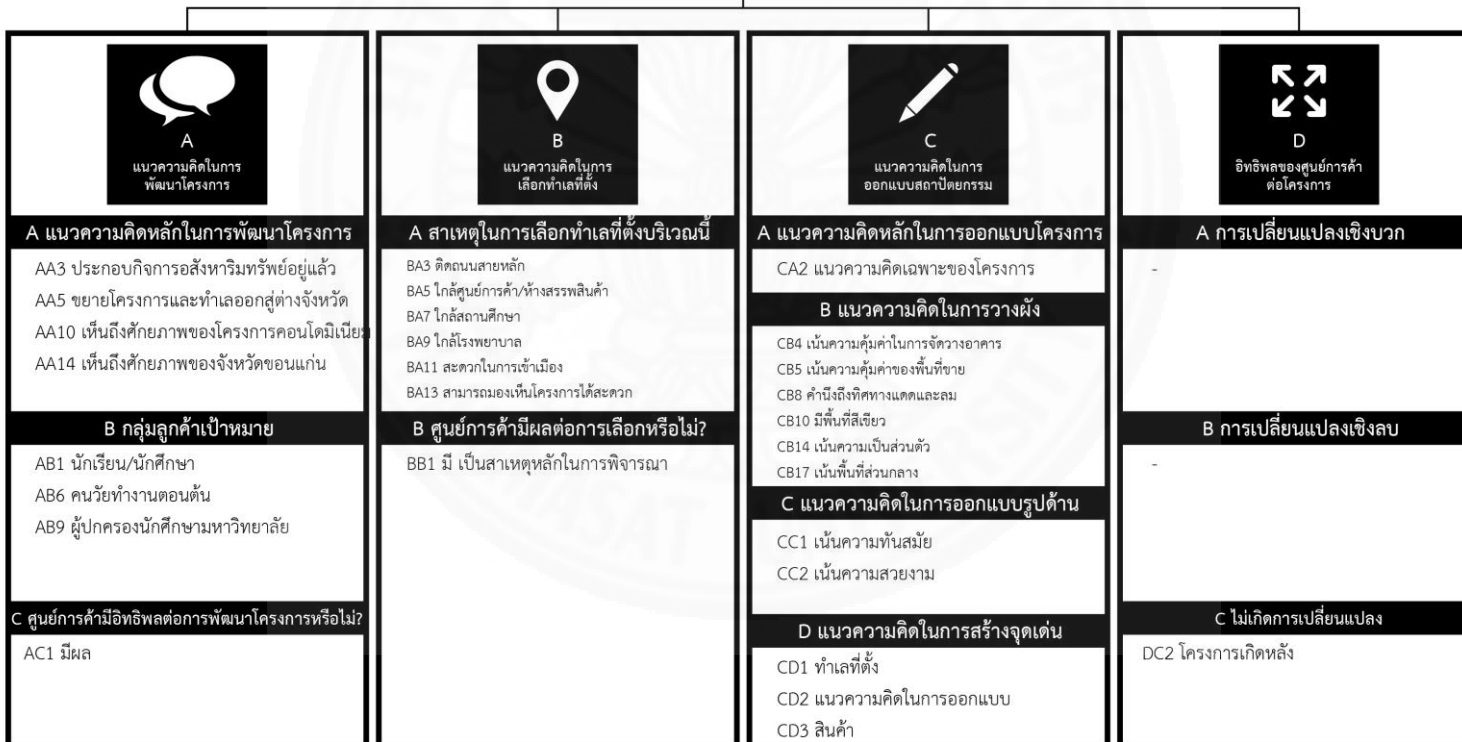 A
แนวความคิดในการ
พัฒนาโครงการ
A แนวความคิดหลักในการพัฒนาโครงการ
AA3 ประกอบกิจการอสังหาริมทรัพย์อยู่แล้ว
AA5 ขยายโครงการและทำเลออกสู่ต่างจังหวัด
AA10 เห็นถึงศักยภาพของโครงการคอนโดมิเนียม
AA14 เห็นถึงศักยภาพของจังหวัดขอนแก่น
B กลุ่มลูกค้าเป้าหมาย
AB1 นักเรียน/นักศึกษา
AB6 คนวัยทำงานตอนต้น
AB9 ผู้ปกครองนักศึกษามหาวิทยาลัย
C ศูนย์การค้ามีอิทธิพลต่อการพัฒนาโครงการหรือไม่?
AC1 มีผล
B
แนวความคิดในการ
เลือกทำเลที่ตั้ง
A สาเหตุในการเลือกทำเลที่ตั้งบริเวณนี้
BA3 ติดถนนสายหลัก
BA5 ใกล้ศูนย์การค้า/ห้างสรรพสินค้า
BA7 ใกล้สถานศึกษา
BA9 ใกล้โรงพยาบาล
BA11 สะดวกในการเข้าเมือง
BA13 สามารถมองเห็นโครงการได้สะดวก
B ศูนย์การค้ามีผลต่อการเลือกหรือไม่?
BB1 มี เป็นสาเหตุหลักในการพิจารณา
C
แนวความคิดในการ
ออกแบบสถาปัตยกรรม
A แนวความคิดหลักในการออกแบบโครงการ
CA2 แนวความคิดเฉพาะของโครงการ
B แนวความคิดในการวางผัง
CB4 เน้นความคุ้มค่าในการจัดวางอาคาร
CB5 เน้นความคุ้มค่าของพื้นที่ขาย
CB8 คำนึงถึงทิศทางแดดและลม
CB10 มีพื้นที่สีเขียว
CB14 เน้นความเป็นส่วนตัว
CB17 เน้นพื้นที่ส่วนกลาง
C แนวความคิดในการออกแบบรูปด้าน
CC1 เน้นความทันสมัย
CC2 เน้นความสวยงาม
D แนวความคิดในการสร้างจุดเด่น
CD1 ทำเลที่ตั้ง
CD2 แนวความคิดในการออกแบบ
CD3 สินค้า
D
อิทธิพลของศูนย์การค้า
ต่อโครงการ
A การเปลี่ยนแปลงเชิงบวก
-
B การเปลี่ยนแปลงเชิงลบ
-
C ไม่เกิดการเปลี่ยนแปลง
DC2 โครงการเกิดหลัง